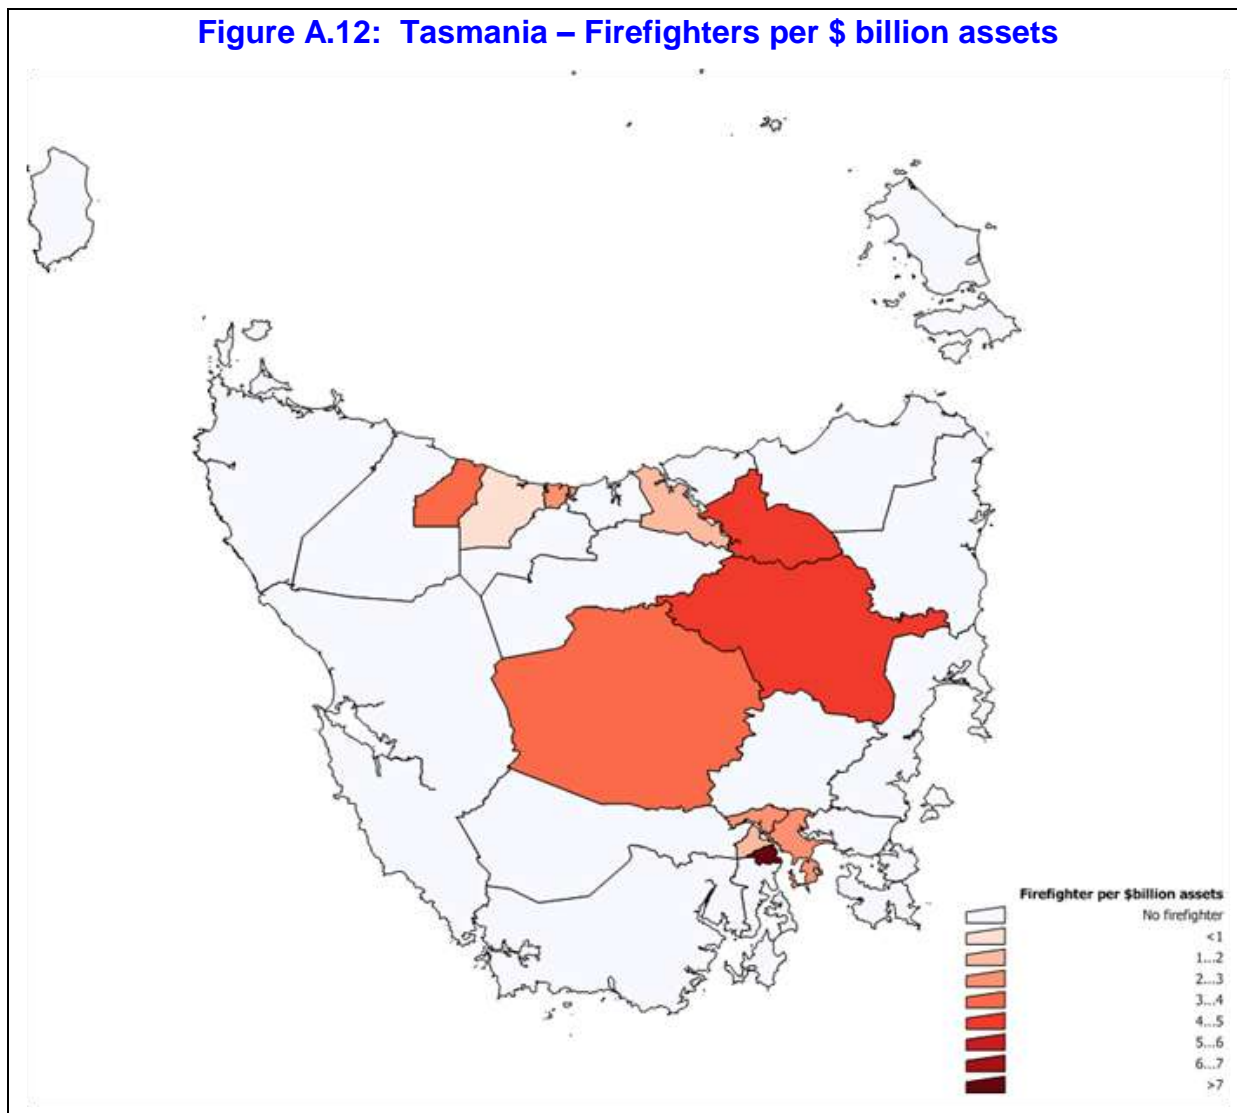 Figure A.12: Tasmania – Firefighters per $ billion assets
Firefighter per $billion assets
No firefighter
<1
1...2
2...3
3...4
4...5
5...6
6...7
>7